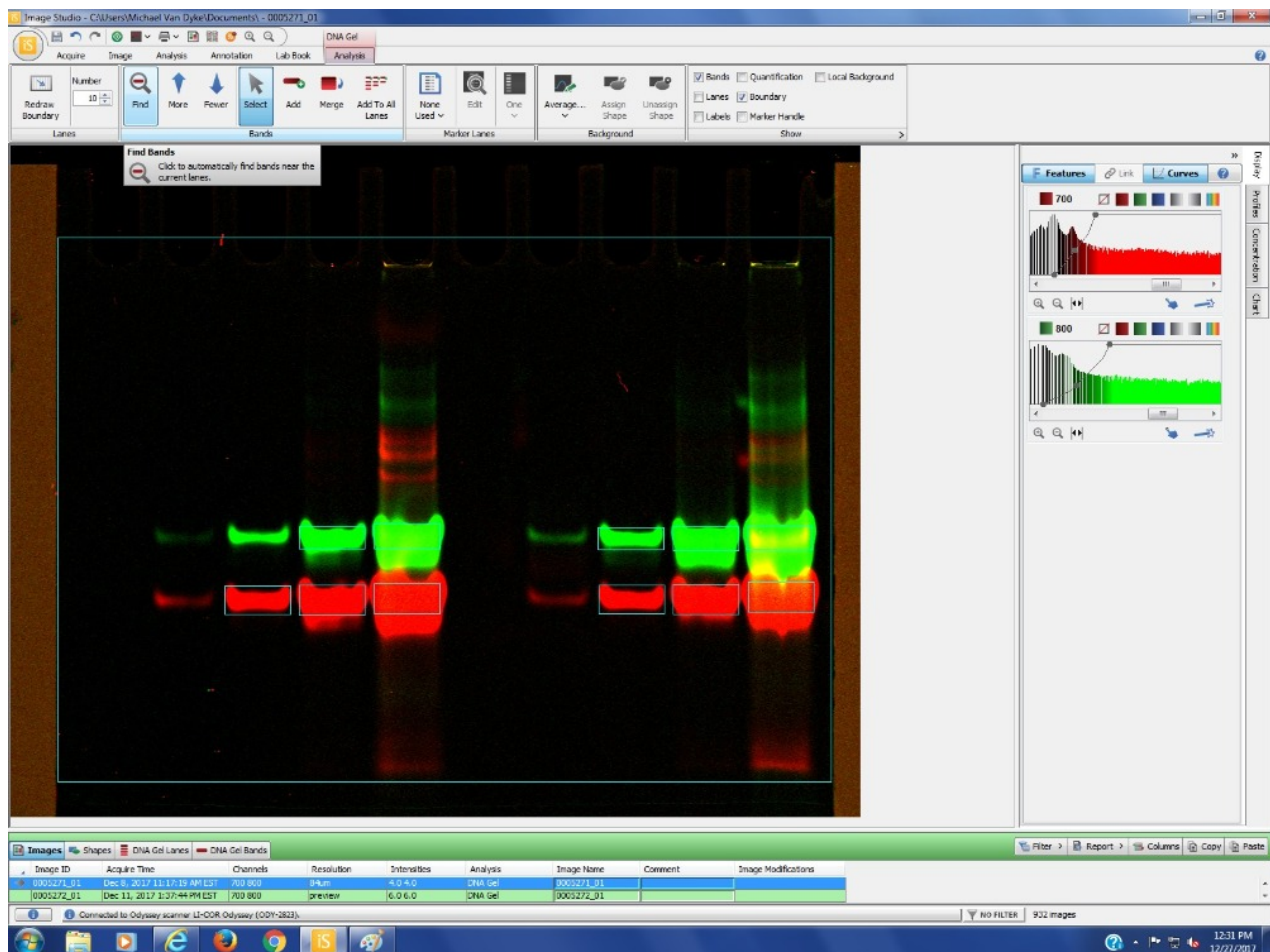 Image Studio - C:\Users\Michael Van Dyke\Documents\ - 0005271_01
DNA Gel
Acquire Image Analysis Annotation Lab Book Analysis
Redraw Boundary
Number
10
Lanes
Find More Fewer Select Add Merge Add To All Lanes
Bands
None Used Edit One
Marker Lanes
Average... Assign Shape Unassign Shape
Background
Bands Quantification Local Background
Lanes Boundary
Labels Marker Handle
Show
Find Bands
Click to automatically find bands near the
current lanes.
Features Link Curves
700
800
Display
Profiles
Concentration
Chart
Images Shapes DNA Gel Lanes DNA Gel Bands
Filter Report Columns Copy Paste
Image ID Acquire Time Channels Resolution Intensities Analysis Image Name Comment Image Modifications
0005271_01 Dec 8, 2017 11:17:19 AM EST 700 800 84um 4.0 4.0 DNA Gel 0005271_01
0005272_01 Dec 11, 2017 1:37:44 PM EST 700 800 preview 6.0 6.0 DNA Gel 0005272_01
Connected to Odyssey scanner LI-COR Odyssey (ODY-2823).
NO FILTER 932 images
iS
12:31 PM
12/27/2017